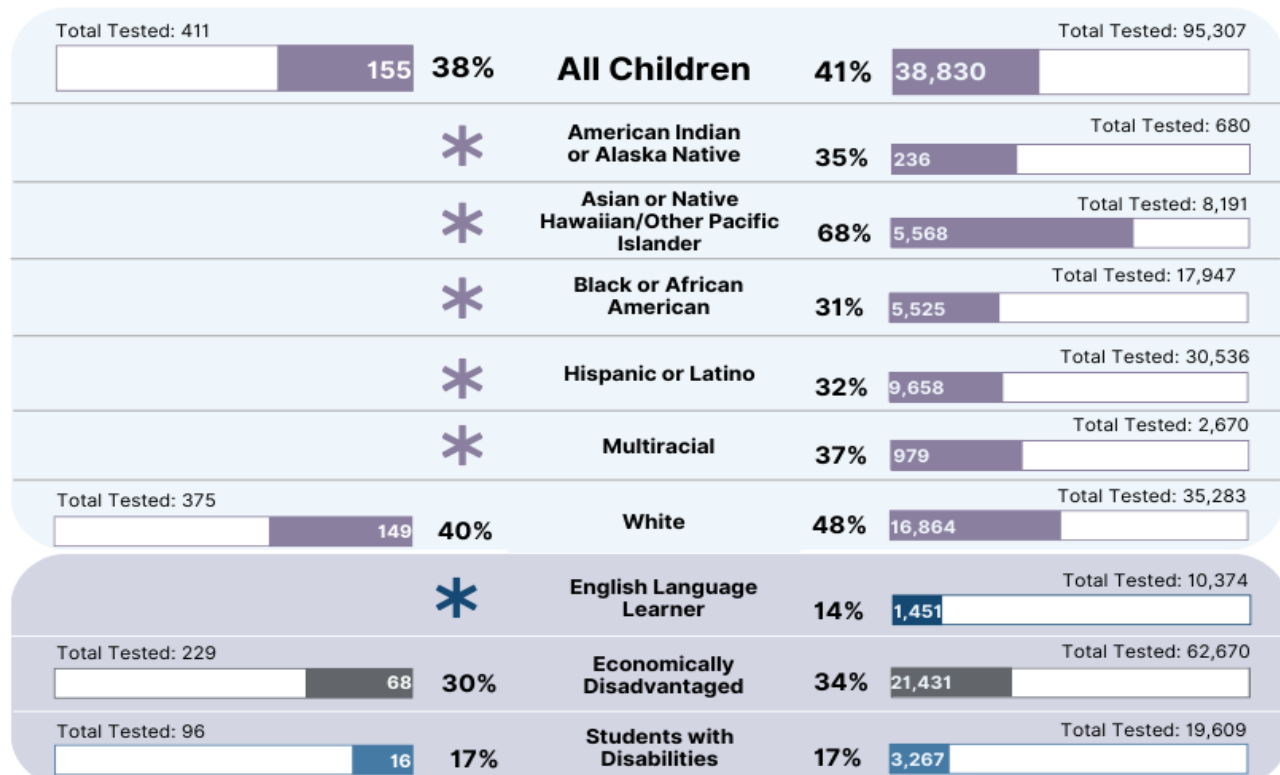 Total Tested: 411
Total Tested: 95,307
155 38% All Children 41% 38,830
American Indian
or Alaska Native
Total Tested: 680
35% 236
Asian or Native
Hawaiian/Other Pacific
Islander
Total Tested: 8,191
68% 5,568
Black or African
American
Total Tested: 17,947
31% 5,525
Hispanic or Latino
Total Tested: 30,536
32% 9,658
Multiracial
Total Tested: 2,670
37% 979
Total Tested: 375
Total Tested: 35,283
149 40% White 48% 16,864
English Language
Learner
Total Tested: 10,374
14% 1,451
Total Tested: 229
Total Tested: 62,670
68 30%
Economically
Disadvantaged
34% 21,431
Total Tested: 96
Total Tested: 19,609
16 17%
Students with
Disabilities
17% 3,267